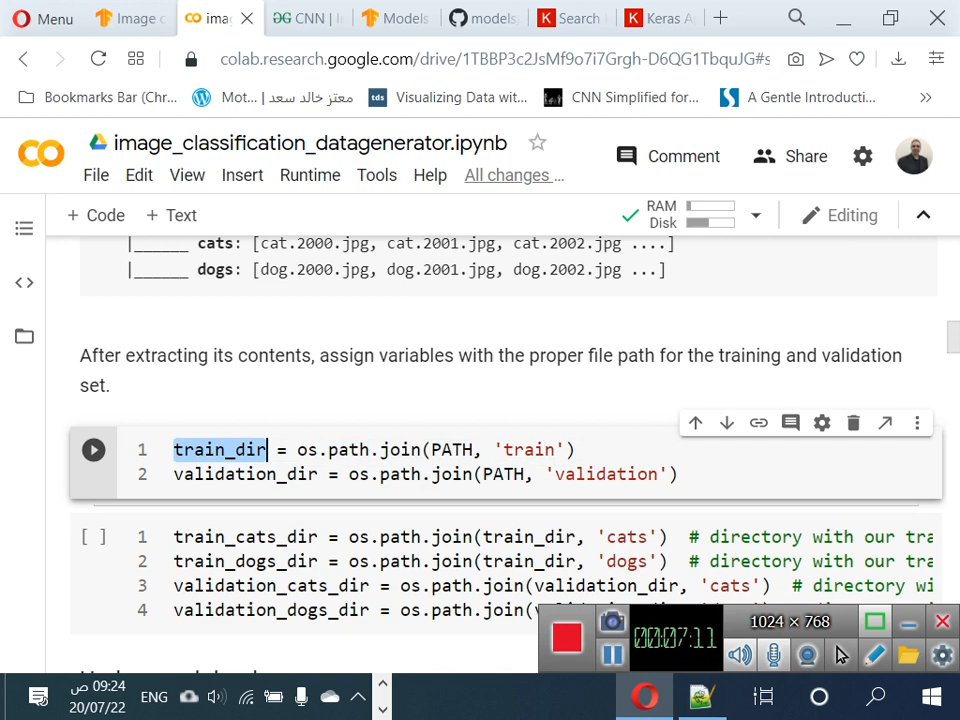 Menu
Image c
ima
CNN | I
Models
models
Search
Keras A
colab.research.google.com/drive/1TBBP3c2JsMf9o7i7Grgh-D6QG1TbquJG#s
Bookmarks Bar (Chr...
Mot... | معتز خالد سعد
tds Visualizing Data wit...
CNN Simplified for...
A Gentle Introducti...
image_classification_datagenerator.ipynb
Comment
Share
File Edit View Insert Runtime Tools Help All changes ...
+ Code + Text
RAM
Disk
Editing
|______ cats: [cat.2000.jpg, cat.2001.jpg, cat.2002.jpg ....]
|______ dogs: [dog.2000.jpg, dog.2001.jpg, dog.2002.jpg ...]
After extracting its contents, assign variables with the proper file path for the training and validation
set.
1 train_dir = os.path.join(PATH, 'train')
2 validation_dir = os.path.join(PATH, 'validation')
[ ] 1 train_cats_dir = os.path.join(train_dir, 'cats') # directory with our tra
2 train_dogs_dir = os.path.join(train_dir, 'dogs') # directory with our tra
3 validation_cats_dir = os.path.join(validation_dir, 'cats') # directory wi
4 validation_dogs_dir = os.path.join(
00:07:11
1024 × 768
09:24 ص
ENG
20/07/22